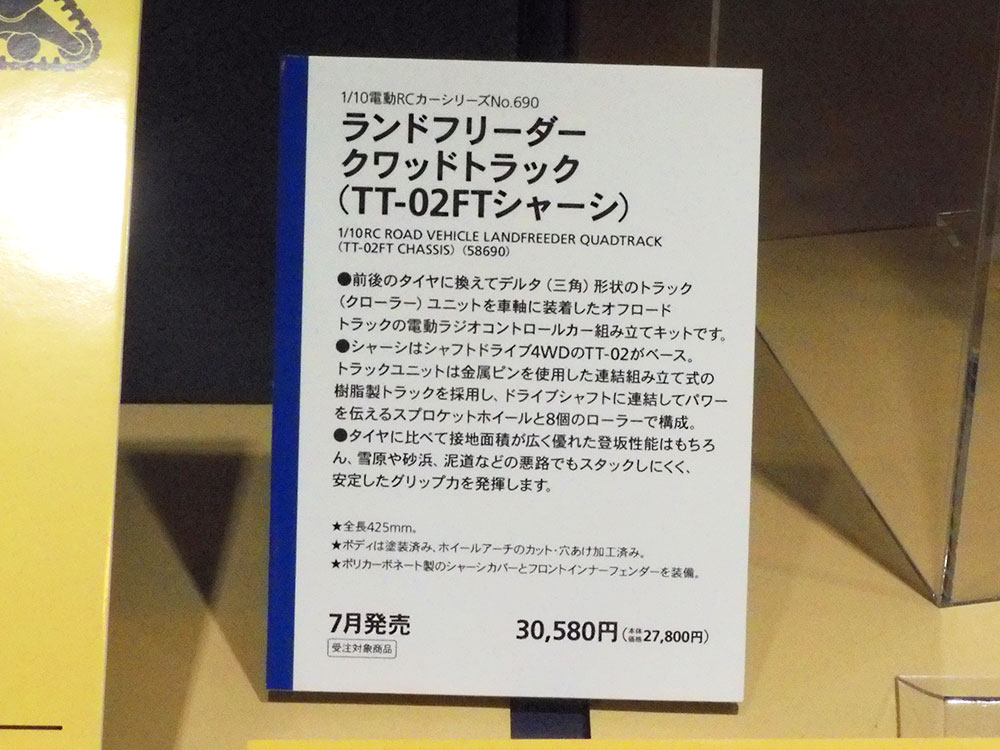 1/10電動RCカーシリーズNo.690
ランドフリーダー
クワッドトラック
（TT-02FTシャーシ）
1/10RC ROAD VEHICLE LANDFREEDER QUADTRACK
（TT-02FT CHASSIS）（58690）
●前後のタイヤに換えてデルタ（三角）形状のトラック
（クローラー）ユニットを車軸に装着したオフロード
トラックの電動ラジオコントロールカー組み立てキットです。
●シャーシはシャフトドライブ4WDのTT-02がベース。
トラックユニットは金属ピンを使用した連結組み立て式の
樹脂製トラックを採用し、ドライブシャフトに連結してパワー
を伝えるスプロケットホイールと8個のローラーで構成。
●タイヤに比べて接地面積が広く優れた登坂性能はもちろ
ん、雪原や砂浜、泥道などの悪路でもスタックしにくく、
安定したグリップ力を発揮します。
★全長425mm。
★ボディは塗装済み、ホイールアーチのカット・穴あけ加工済み。
★ポリカーボネート製のシャーシカバーとフロントインナーフェンダーを装備。
7月発売 30,580円（本体価格27,800円）
受注対象商品